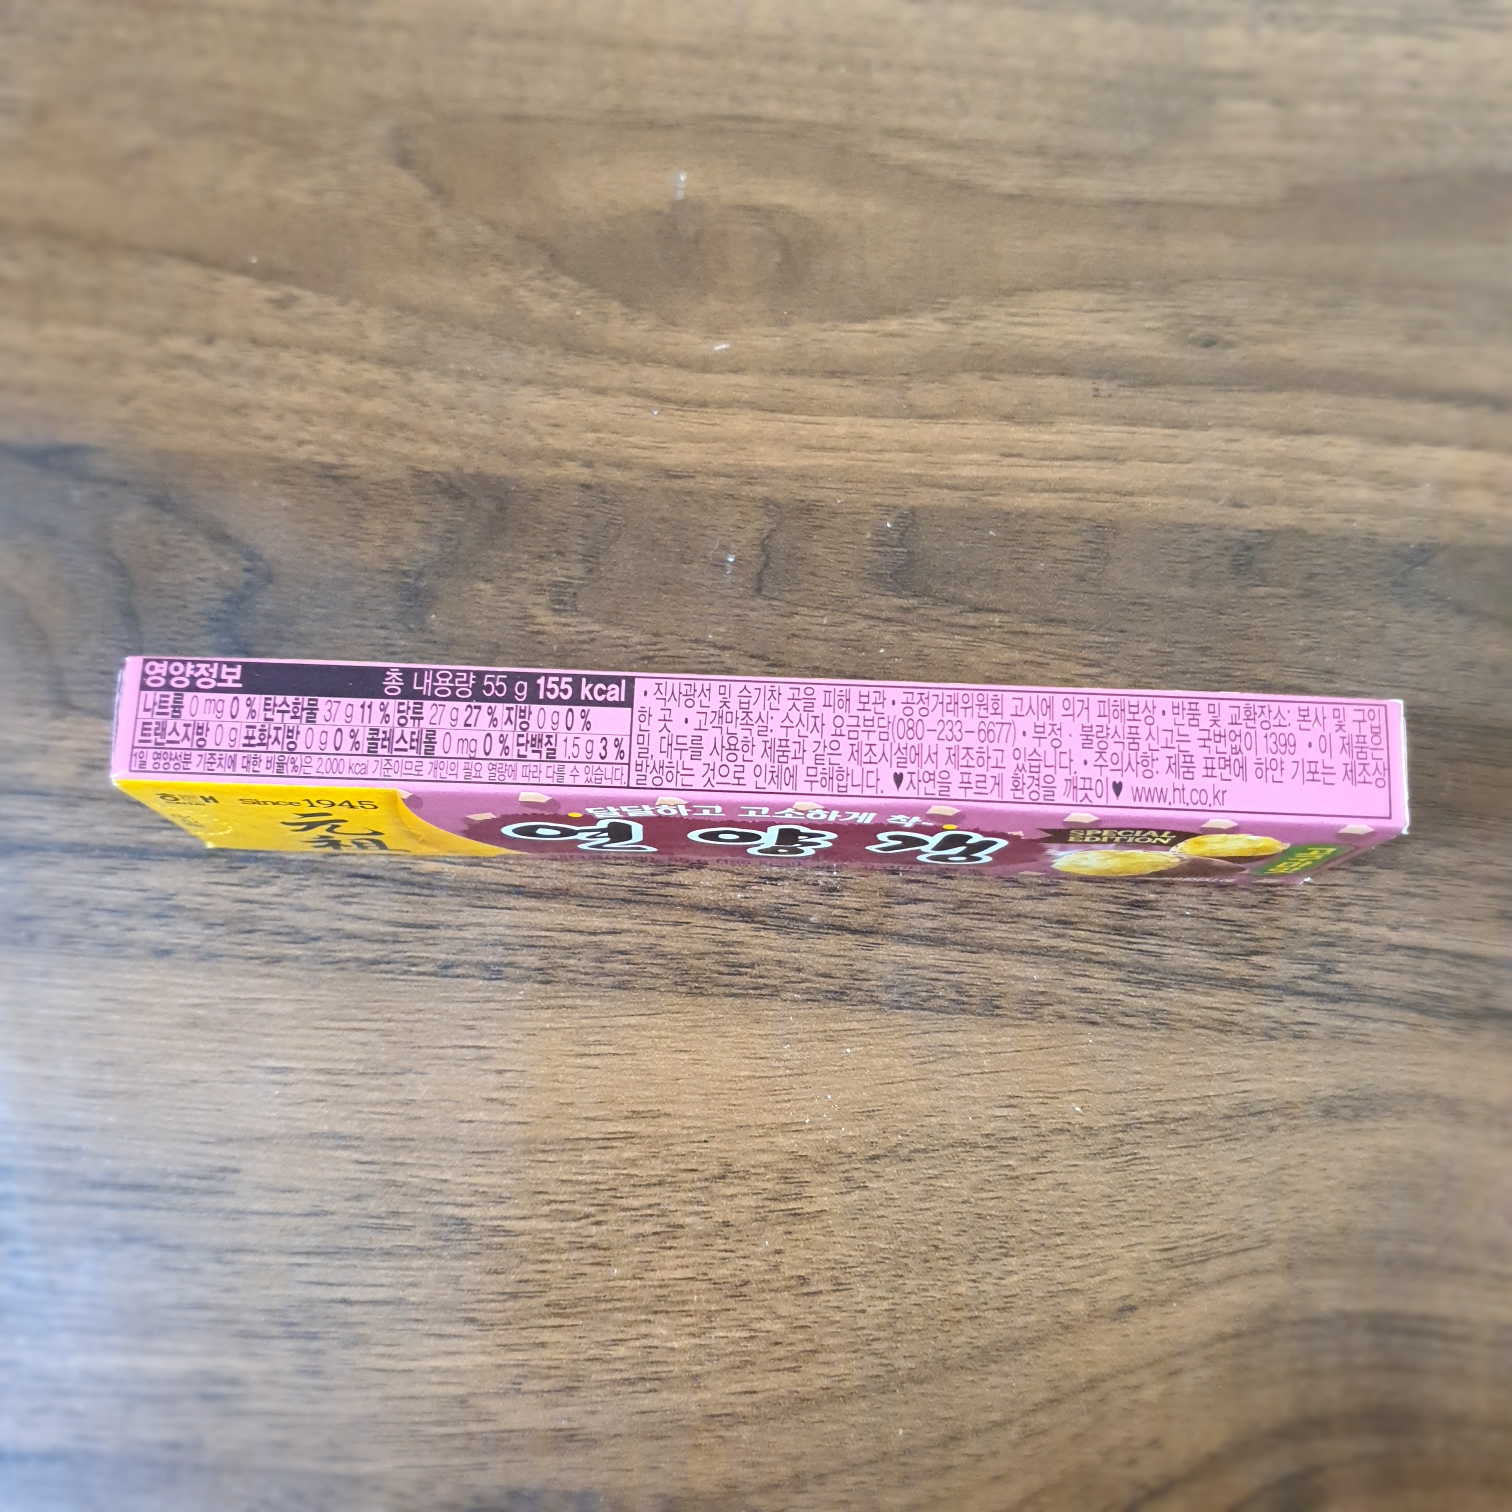 영양정보 총 내용량 55 g 155 kcal
나트륨 0 mg 0 % 탄수화물 37 g 11 % 당류 27 g 27 % 지방 0 g 0 %
트랜스지방 0 g 포화지방 0 g 0 % 콜레스테롤 0 mg 0 % 단백질 1.5 g 3 %
1일 영양성분 기준치에 대한 비율(%)은 2,000 kcal 기준이므로 개인의 필요 열량에 따라 다를 수 있습니다.
• 직사광선 및 습기찬 곳을 피해 보관 • 공정거래위원회 고시에 의거 피해보상 • 반품 및 교환장소: 본사 및 구입
한 곳 • 고객만족실: 수신자 요금부담(080-233-6677) • 부정 · 불량식품 신고는 국번없이 1399 • 이 제품은
밀, 대두를 사용한 제품과 같은 제조시설에서 제조하고 있습니다. • 주의사항: 제품 표면에 하얀 기포는 제조상
발생하는 것으로 인체에 무해합니다. ♥자연을 푸르게 환경을 깨끗이♥ www.ht.co.kr
해태 Since1945
元祖
달달하고 고소하게 착
연양갱
SPECIAL
EDITION